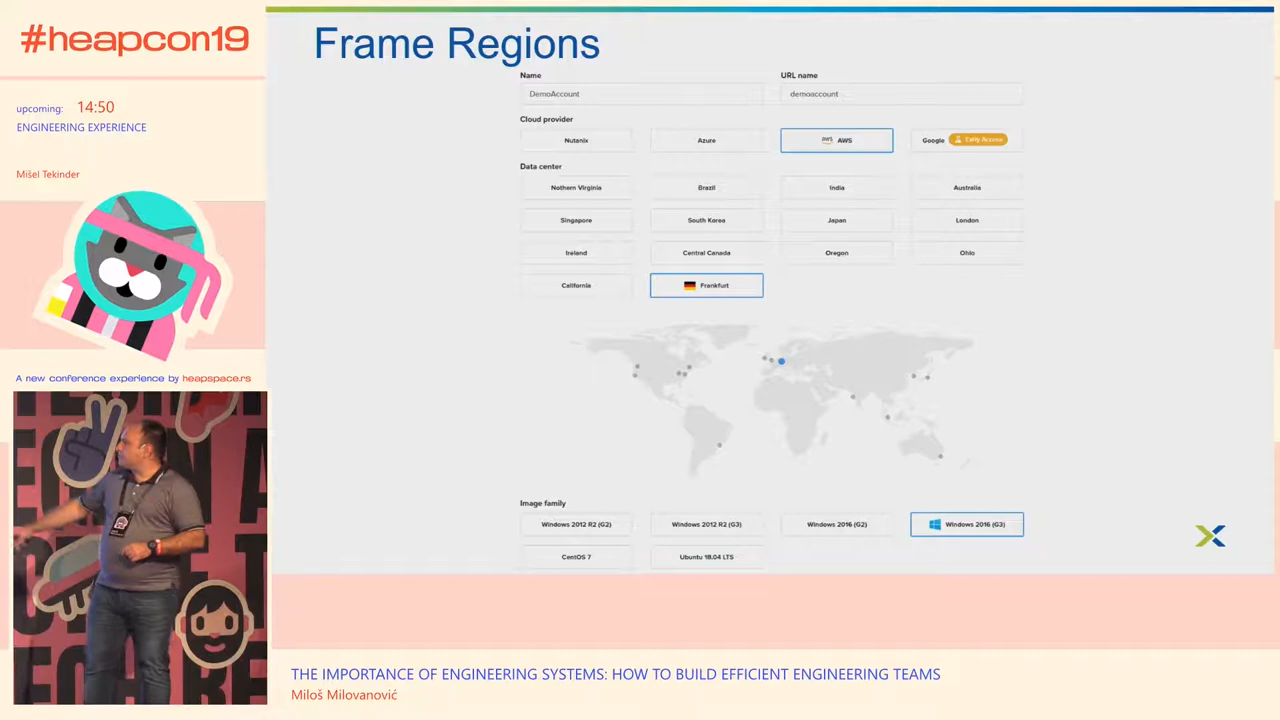 #heapcon19
upcoming: 14:50
ENGINEERING EXPERIENCE
Mišel Tekinder
A new conference experience by heapspace.rs
Frame Regions
Name URL name
DemoAccount demoaccount
Cloud provider
Nutanix Azure aws AWS Google Early Access
Data center
Nothern Virginia Brazil India Australia
Singapore South Korea Japan London
Ireland Central Canada Oregon Ohio
California Frankfurt
Image family
Windows 2012 R2 (G2) Windows 2012 R2 (G3) Windows 2016 (G2) Windows 2016 (G3)
CentOS 7 Ubuntu 18.04 LTS
THE IMPORTANCE OF ENGINEERING SYSTEMS: HOW TO BUILD EFFICIENT ENGINEERING TEAMS
Miloš Milovanović